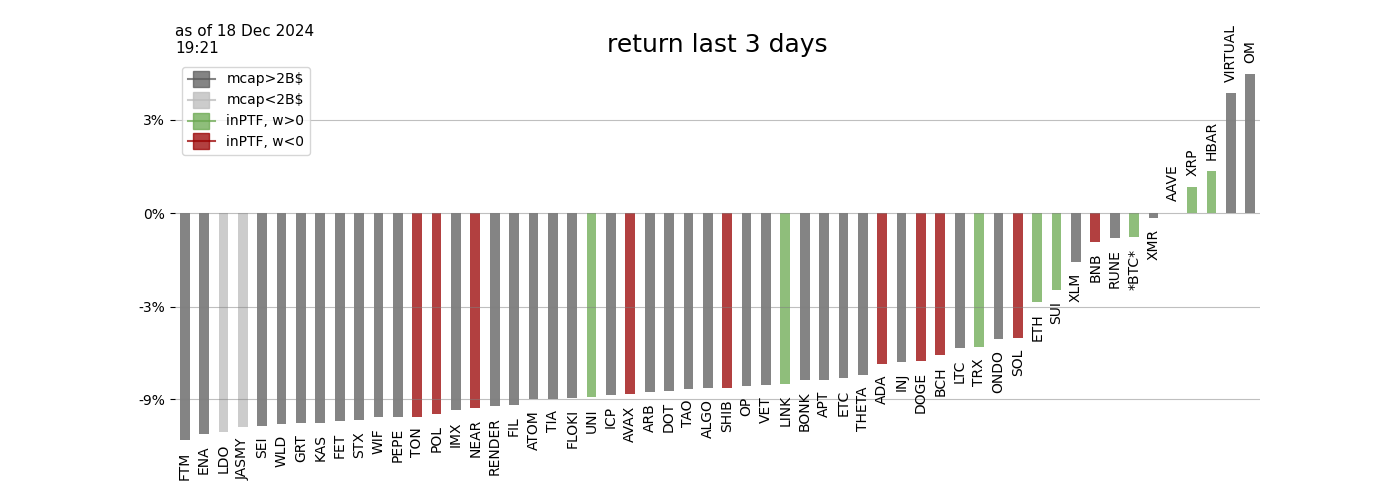 as of 18 Dec 2024
19:21
return last 3 days
mcap>2B$
mcap<2B$
inPTF, w>0
inPTF, w<0
3%
0%
-3%
-9%
FTM
ENA
LDO
JASMY
SEI
WLD
GRT
KAS
FET
STX
WIF
PEPE
TON
POL
IMX
NEAR
RENDER
FIL
ATOM
TIA
FLOKI
UNI
ICP
AVAX
ARB
DOT
TAO
ALGO
SHIB
OP
VET
LINK
BONK
APT
ETC
THETA
ADA
INJ
DOGE
BCH
LTC
TRX
ONDO
SOL
ETH
SUI
XLM
BNB
RUNE
*BTC*
XMR
AAVE
XRP
HBAR
VIRTUAL
OM